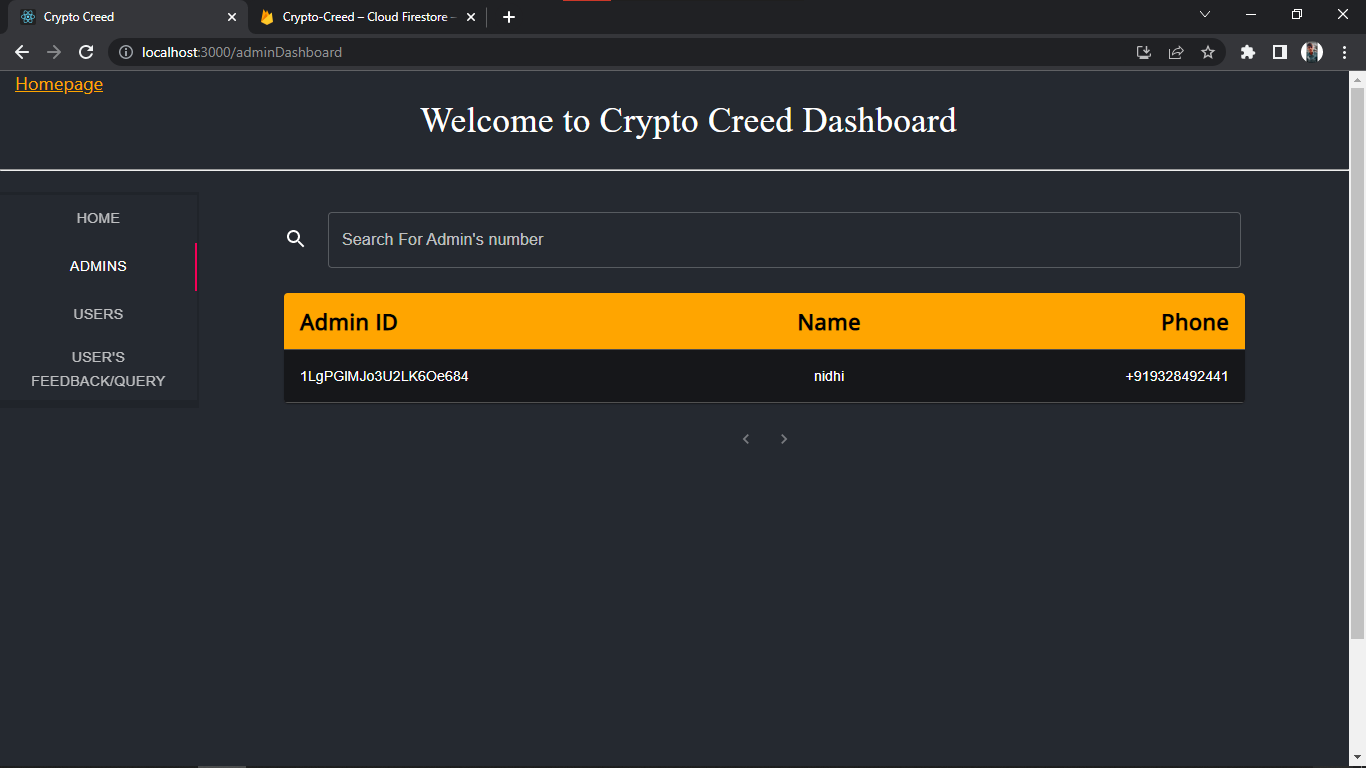 Crypto Creed
Crypto-Creed – Cloud Firestore –
localhost:3000/adminDashboard
Homepage
Welcome to Crypto Creed Dashboard
HOME
ADMINS
USERS
USER'S
FEEDBACK/QUERY
Search For Admin's number
Admin ID Name Phone
1LgPGlMJo3U2LK6Oe684 nidhi +919328492441